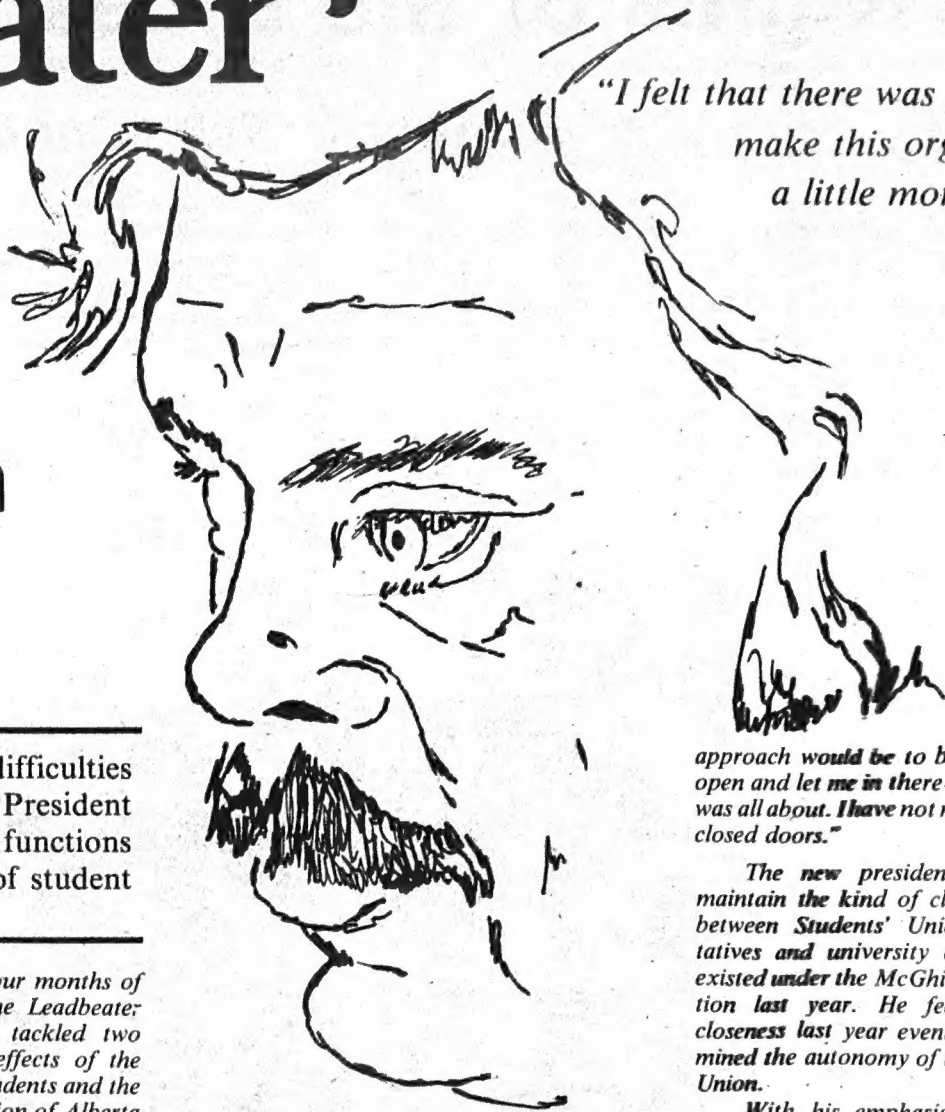 ater’
“I felt that there was
make this org
a little mor
difficulties
President
functions
of student
our months of
ne Leadbeater
tackled two
effects of the
udents and the
ion of Alberta
approach would be to b
open and let me in there
was all about. I have not r
closed doors.”
The new presiden
maintain the kind of cl
between Students' Uni
tatives and university
existed under the McGhi
tion last year. He fe
closeness last year even
mined the autonomy of
Union.
With his emphasi